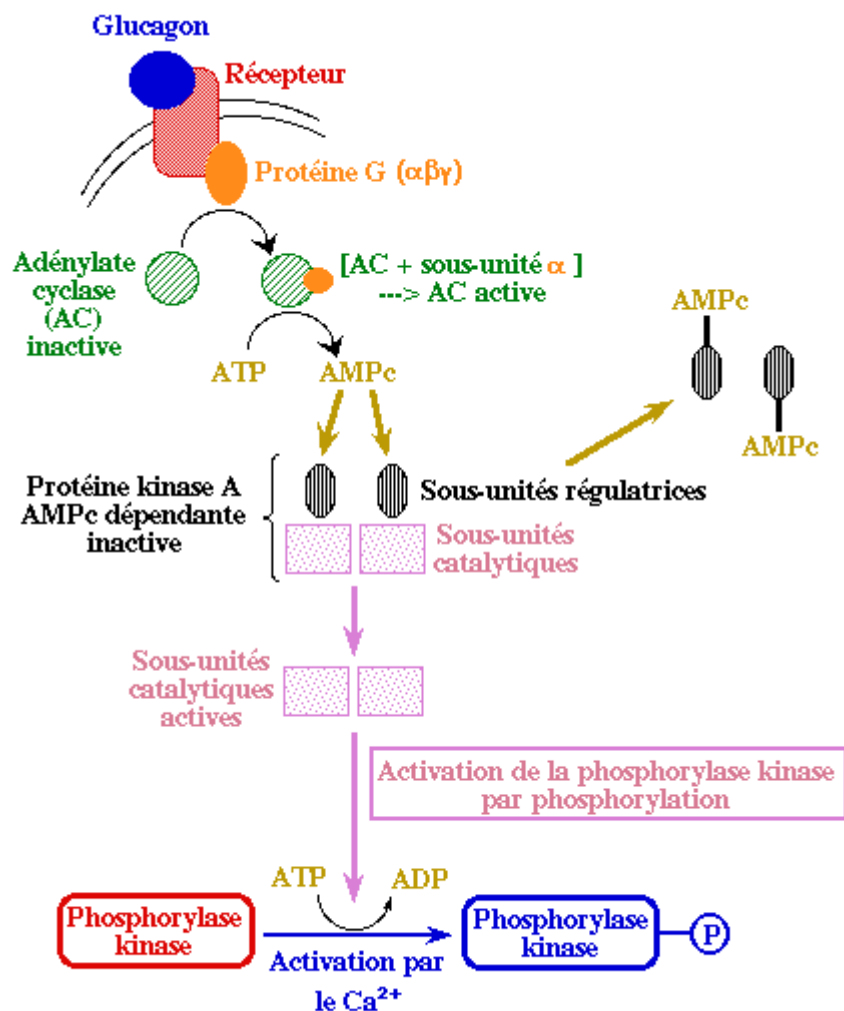 Glucagon
Récepteur
Protéine G (αβγ)
Adénylate
cyclase
(AC)
inactive
[AC + sous-unité α ]
---> AC active
ATP
AMPc
AMPc
AMPc
Protéine kinase A
AMPc dépendante
inactive
Sous-unités régulatrices
Sous-unités
catalytiques
Sous-unités
catalytiques
actives
Activation de la phosphorylase kinase
par phosphorylation
ATP
ADP
Phosphorylase
kinase
Activation par
le Ca²⁺
Phosphorylase
kinase
P